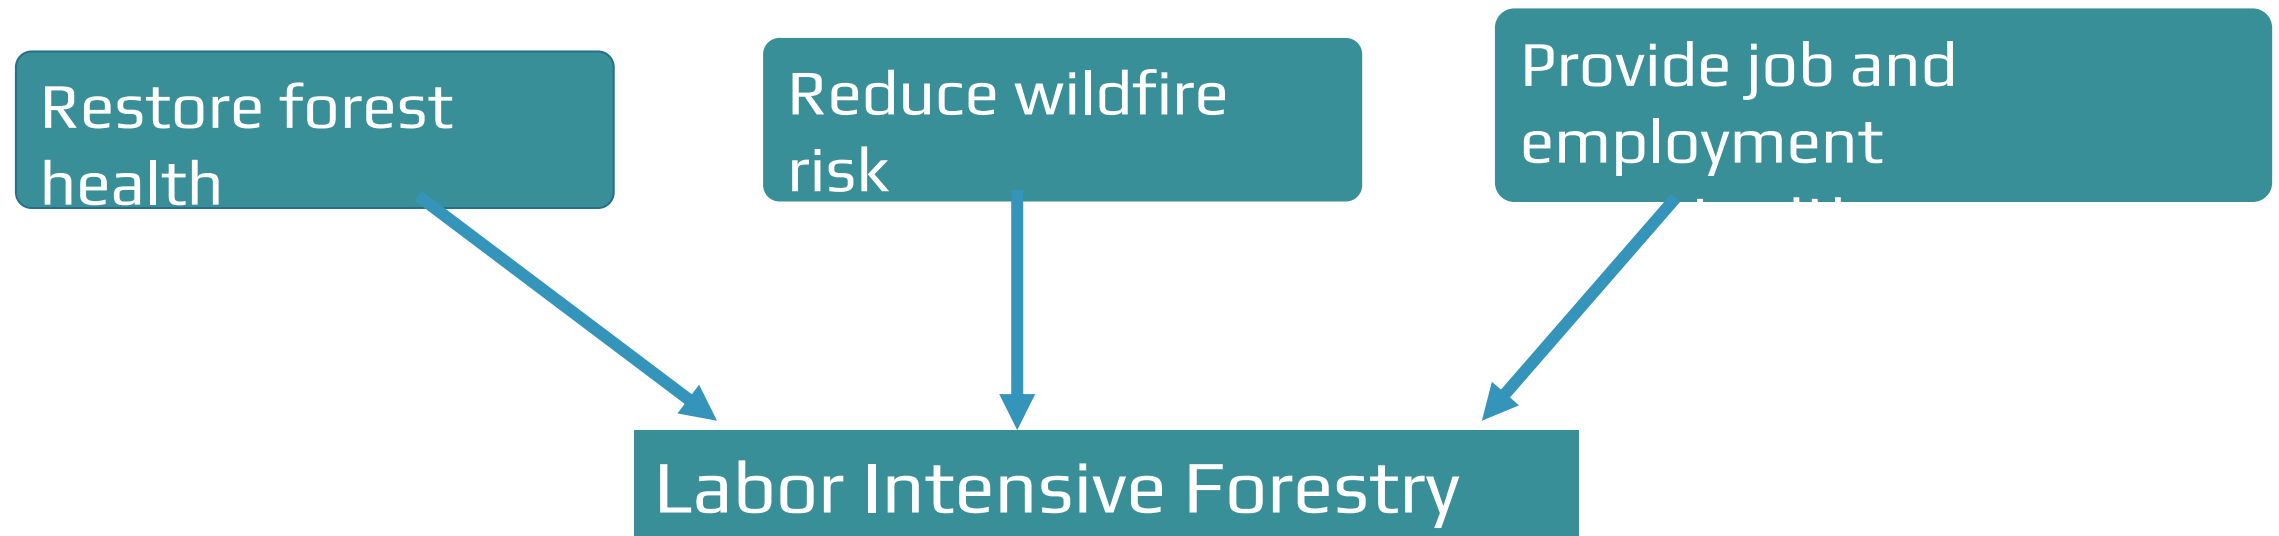 Restore forest
health
Reduce wildfire
risk
Provide job and
employment
Labor Intensive Forestry